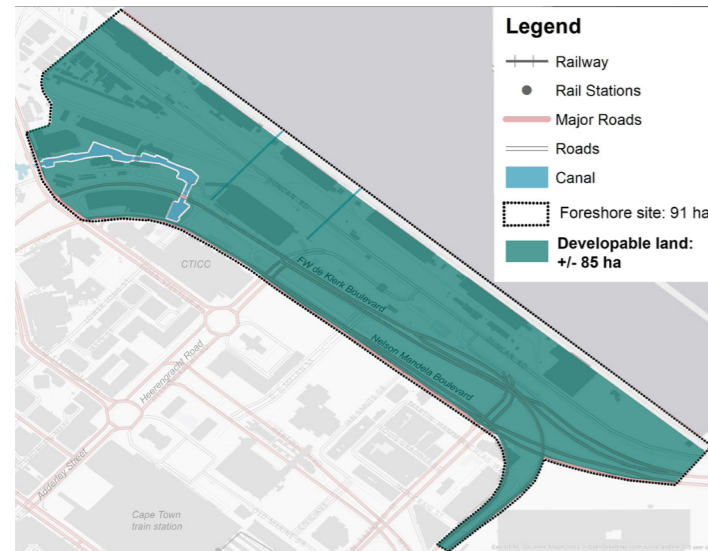 Legend
Railway
Rail Stations
Major Roads
Roads
Canal
Foreshore site: 91 ha
Developable land:
+/- 85 ha
CTICC
FW de Klerk Boulevard
Heerengracht Road
Nelson Mandela Boulevard
Adderley Street
Cape Town
train station